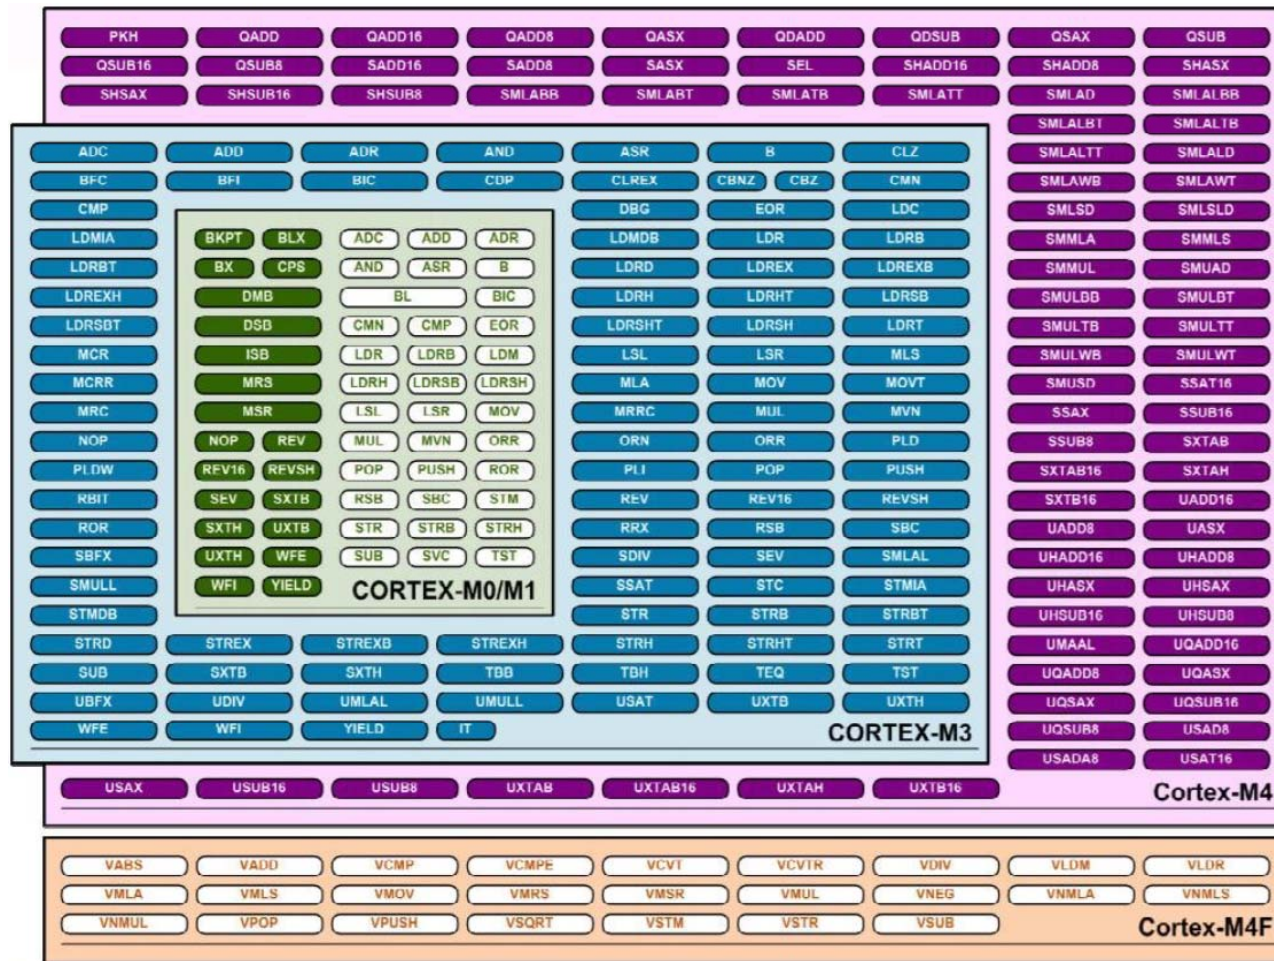 PKH QADD QADD16 QADD8 QASX QDADD QDSUB QSAX QSUB
QSUB16 QSUB8 SADD16 SADD8 SASX SEL SHADD16 SHADD8 SHASX
SHSAX SHSUB16 SHSUB8 SMLABB SMLABT SMLATB SMLATT SMLAD SMLALBB
SMLALBT SMLALTB
ADC ADD ADR AND ASR B CLZ SMLALTT SMLALD
BFC BFI BIC CDP CLREX CBNZ CBZ CMN SMLAWB SMLAWT
CMP DBG EOR LDC SMLSD SMLSLD
LDMIA BKPT BLX ADC ADD ADR LDMDB LDR LDRB SMMLA SMMLS
LDRBT BX CPS AND ASR B LDRD LDREX LDREXB SMMUL SMUAD
LDREXH DMB BL BIC LDRH LDRHT LDRSB SMULBB SMULBT
LDRSBT DSB CMN CMP EOR LDRSHT LDRSH LDRT SMULTB SMULTT
MCR ISB LDR LDRB LDM LSL LSR MLS SMULWB SMULWT
MCRR MRS LDRH LDRSB LDRSH MLA MOV MOVT SMUSD SSAT16
MRC MSR LSL LSR MOV MRRC MUL MVN SSAX SSUB16
NOP NOP REV MUL MVN ORR ORN ORR PLD SSUB8 SXTAB
PLDW REV16 REVSH POP PUSH ROR PLI POP PUSH SXTAB16 SXTAH
RBIT SEV SXTB RSB SBC STM REV REV16 REVSH SXTB16 UADD16
ROR SXTH UXTB STR STRB STRH RRX RSB SBC UADD8 UASX
SBFX UXTH WFE SUB SVC TST SDIV SEV SMLAL UHADD16 UHADD8
SMULL WFI YIELD CORTEX-M0/M1 SSAT STC STMIA UHASX UHSAX
STMDB STR STRB STRBT UHSUB16 UHSUB8
STRD STREX STREXB STREXH STRH STRHT STRT UMAAL UQADD16
SUB SXTB SXTH TBB TBH TEQ TST UQADD8 UQASX
UBFX UDIV UMLAL UMULL USAT UXTB UXTH UQSAX UQSUB16
WFE WFI YIELD IT CORTEX-M3 UQSUB8 USAD8
USADA8 USAT16
USAX USUB16 USUB8 UXTAB UXTAB16 UXTAH UXTB16 Cortex-M4
VABS VADD VCMP VCMPE VCVT VCVTR VDIV VLDM VLDR
VMLA VMLS VMOV VMRS VMSR VMUL VNEG VNMLA VNMLS
VNMUL VPOP VPUSH VSQRT VSTM VSTR VSUB Cortex-M4F